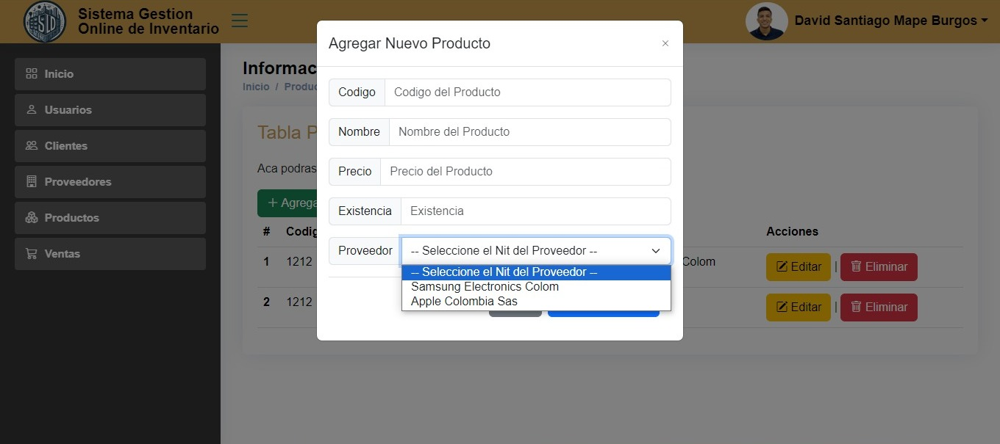 SLD
Sistema Gestion
Online de Inventario
David Santiago Mape Burgos
Inicio
Usuarios
Clientes
Proveedores
Productos
Ventas
Informac
Inicio / Produc
Tabla P
Aca podras
+ Agrega
# Codig
Acciones
1 1212
Colom
Editar | Eliminar
2 1212
Editar | Eliminar
Agregar Nuevo Producto ×
Codigo Codigo del Producto
Nombre Nombre del Producto
Precio Precio del Producto
Existencia Existencia
Proveedor -- Seleccione el Nit del Proveedor --
-- Seleccione el Nit del Proveedor --
Samsung Electronics Colom
Apple Colombia Sas